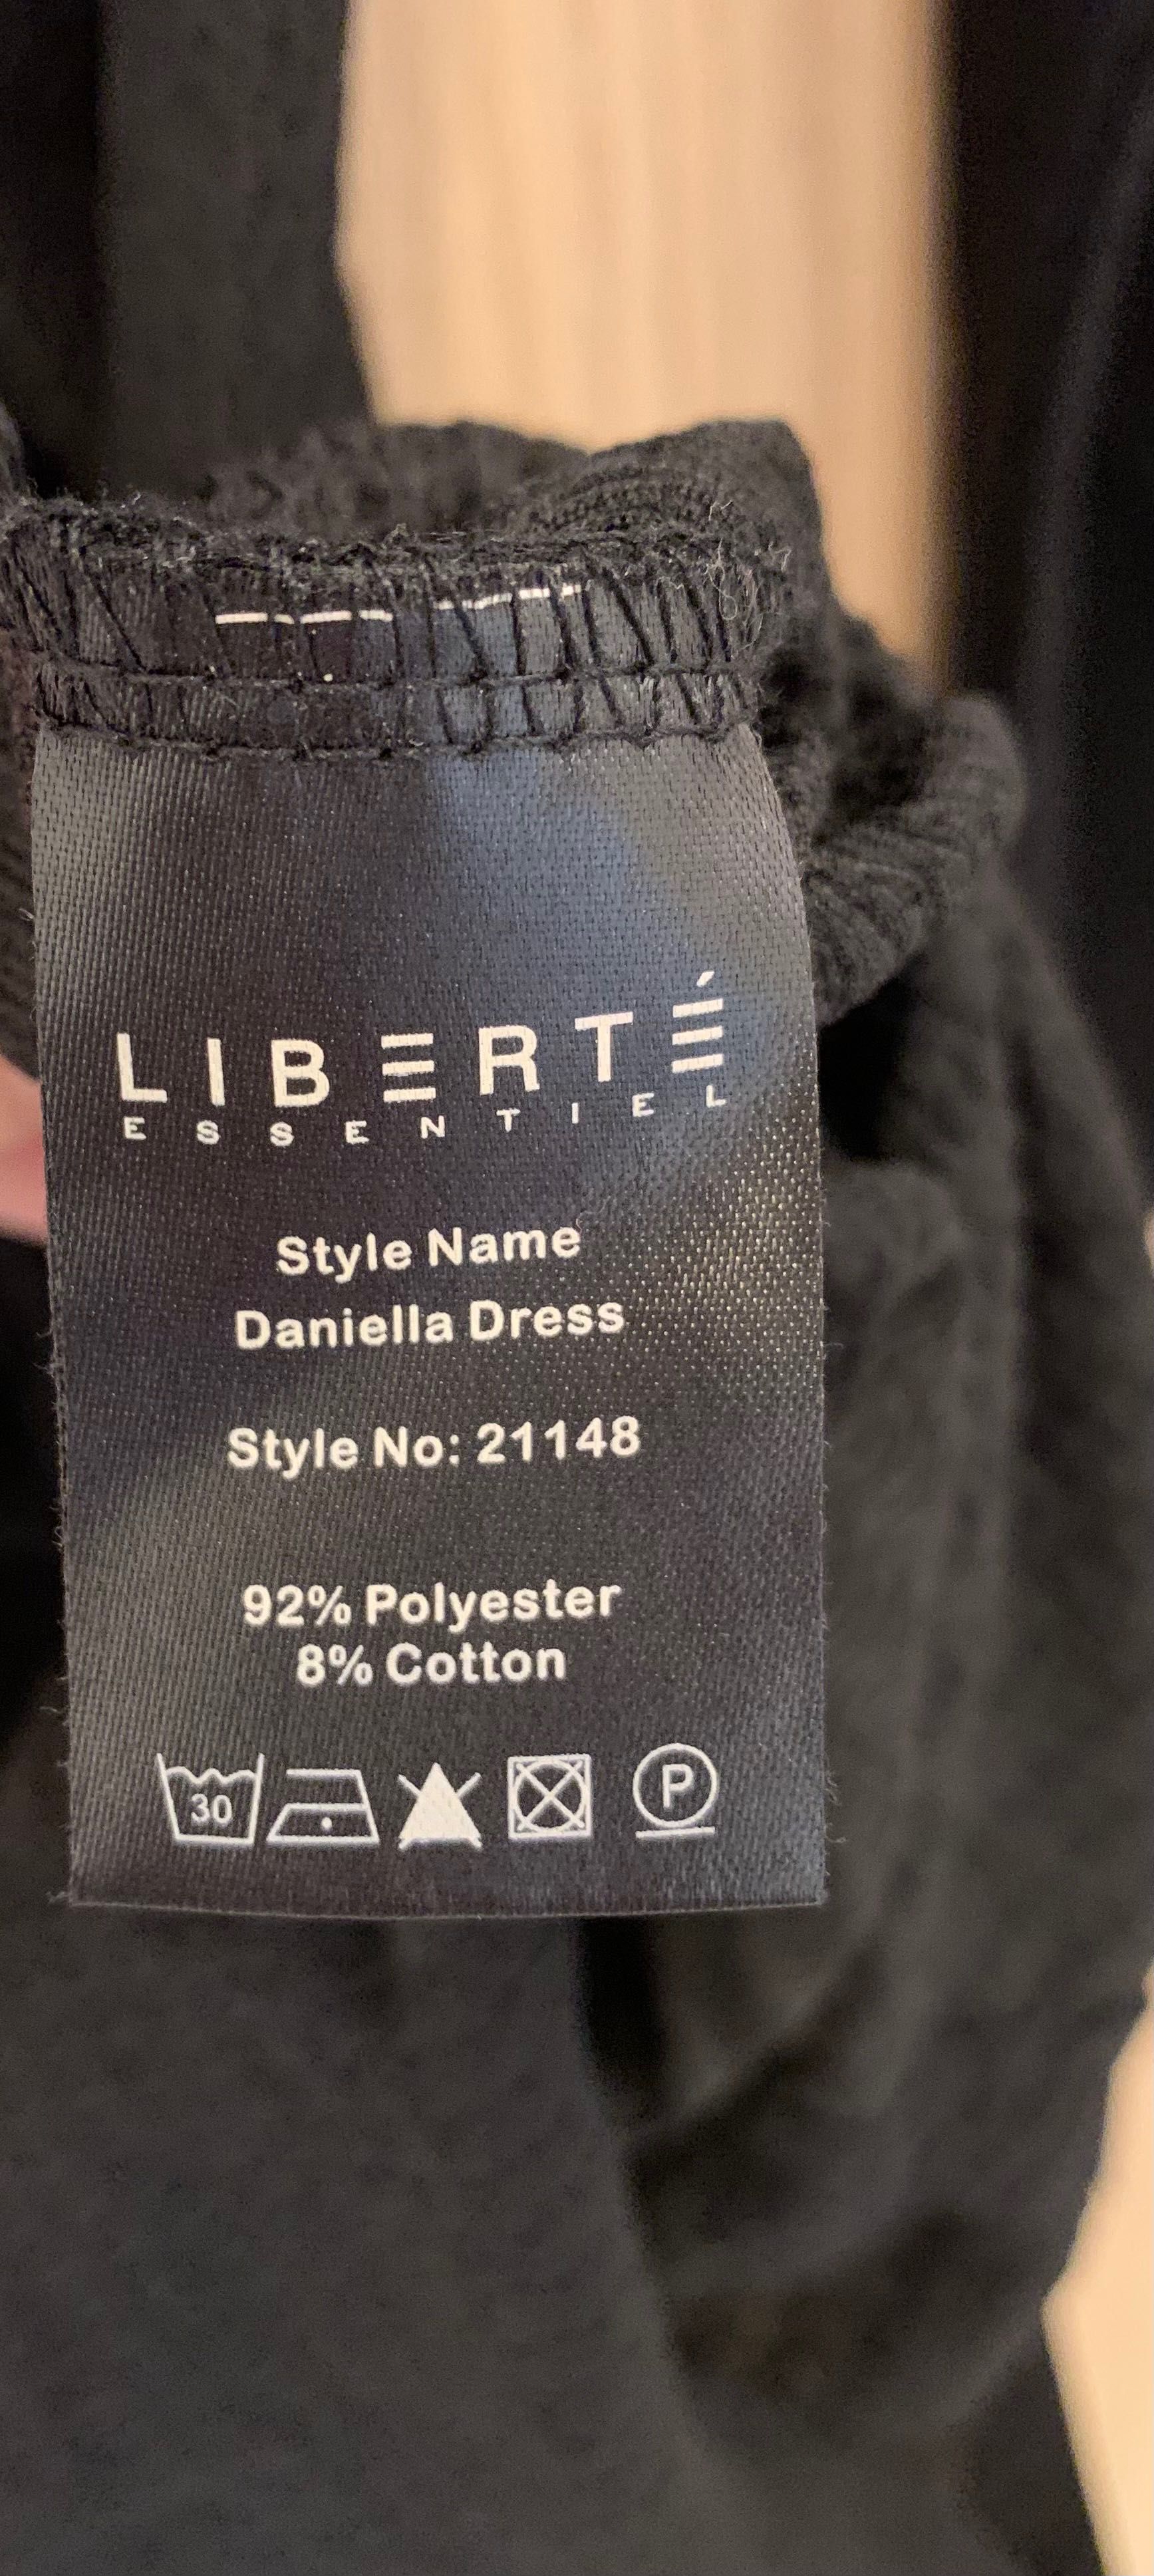 LIBERTÉ
ESSENTIEL
Style Name
Daniella Dress
Style No: 21148
92% Polyester
8% Cotton
30
P